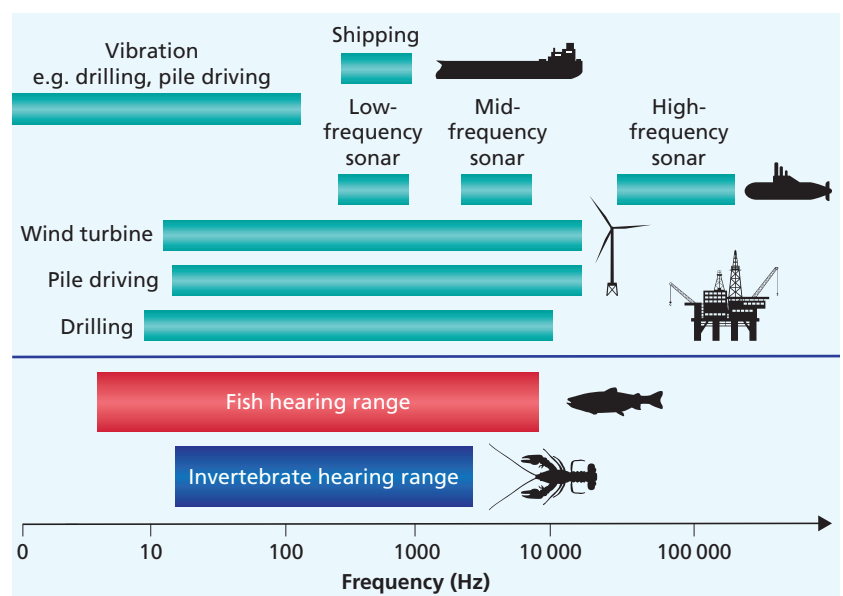 Vibration
e.g. drilling, pile driving
Shipping
Low-
frequency
sonar
Mid-
frequency
sonar
High-
frequency
sonar
Wind turbine
Pile driving
Drilling
Fish hearing range
Invertebrate hearing range
0 10 100 1000 10 000 100 000
Frequency (Hz)